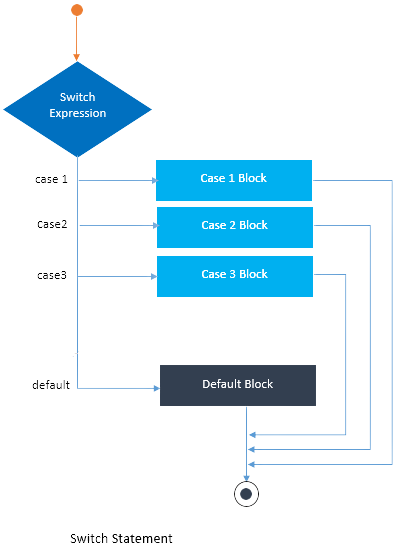 Switch
Expression
case 1
Case 1 Block
case2
Case 2 Block
case3
Case 3 Block
default
Default Block
Switch Statement